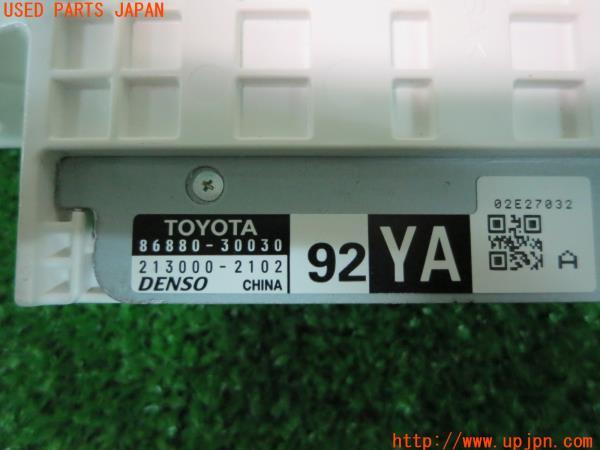 USED PARTS JAPAN
02E27032
TOYOTA
86880-30030
213000-2102
DENSO CHINA
92 YA
A
http://www.upjpn.com/